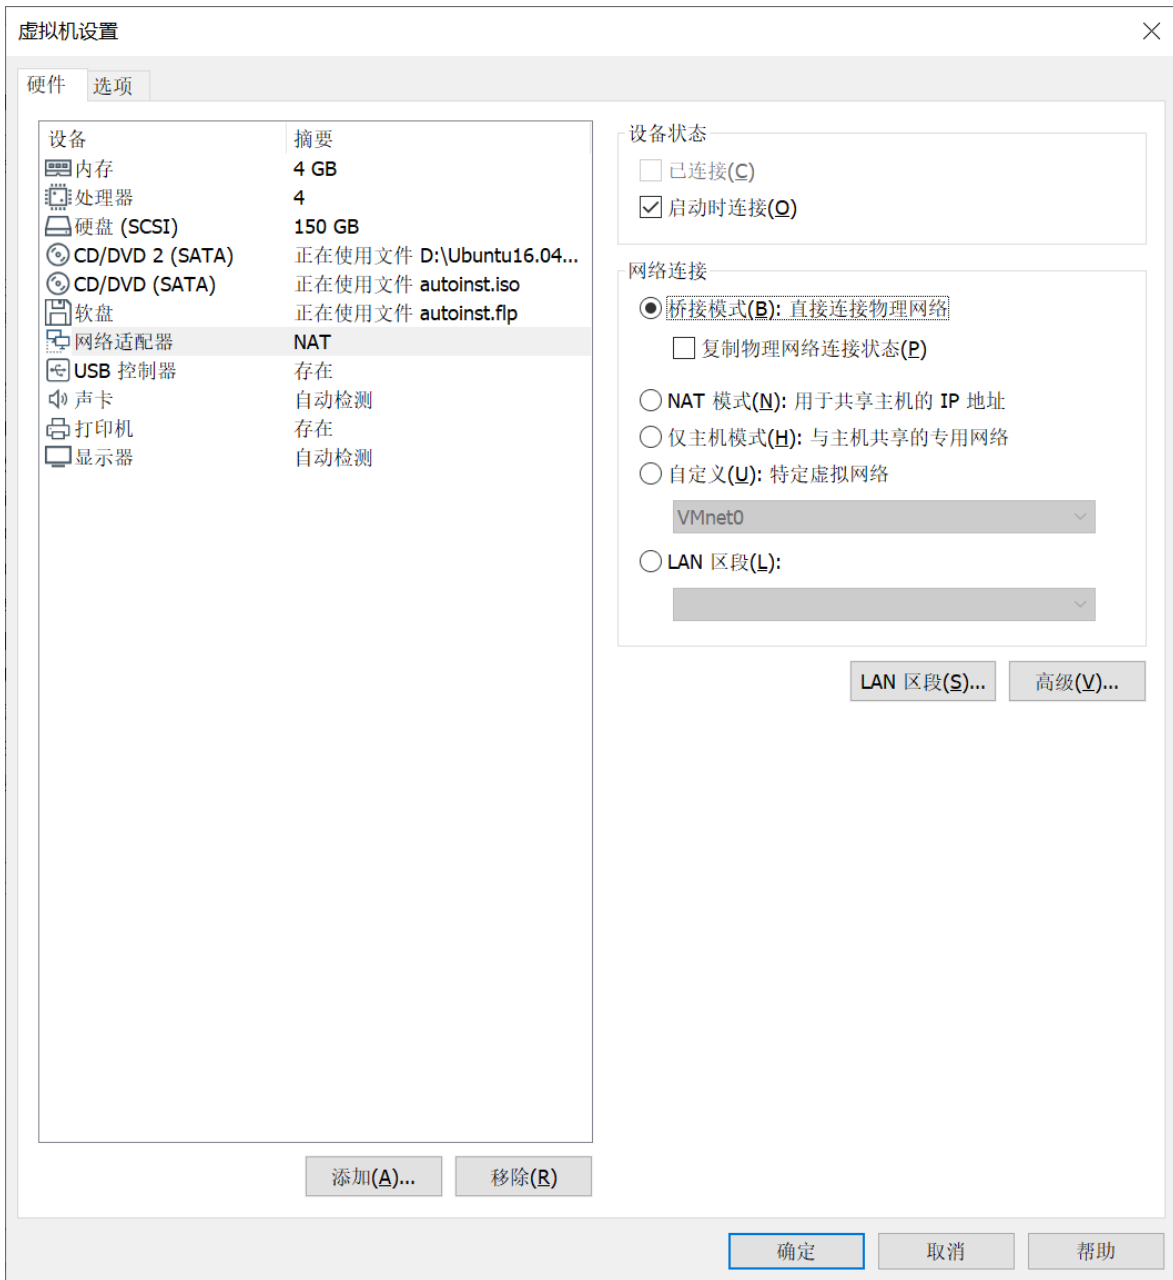 虚拟机设置
硬件 选项
设备 摘要
内存 4 GB
处理器 4
硬盘 (SCSI) 150 GB
CD/DVD 2 (SATA) 正在使用文件 D:\Ubuntu16.04...
CD/DVD (SATA) 正在使用文件 autoinst.iso
软盘 正在使用文件 autoinst.flp
网络适配器 NAT
USB 控制器 存在
声卡 自动检测
打印机 存在
显示器 自动检测
添加(A)... 移除(R)
设备状态
已连接(C)
启动时连接(O)
网络连接
桥接模式(B): 直接连接物理网络
复制物理网络连接状态(P)
NAT 模式(N): 用于共享主机的 IP 地址
仅主机模式(H): 与主机共享的专用网络
自定义(U): 特定虚拟网络
VMnet0
LAN 区段(L):
LAN 区段(S)... 高级(V)...
确定 取消 帮助